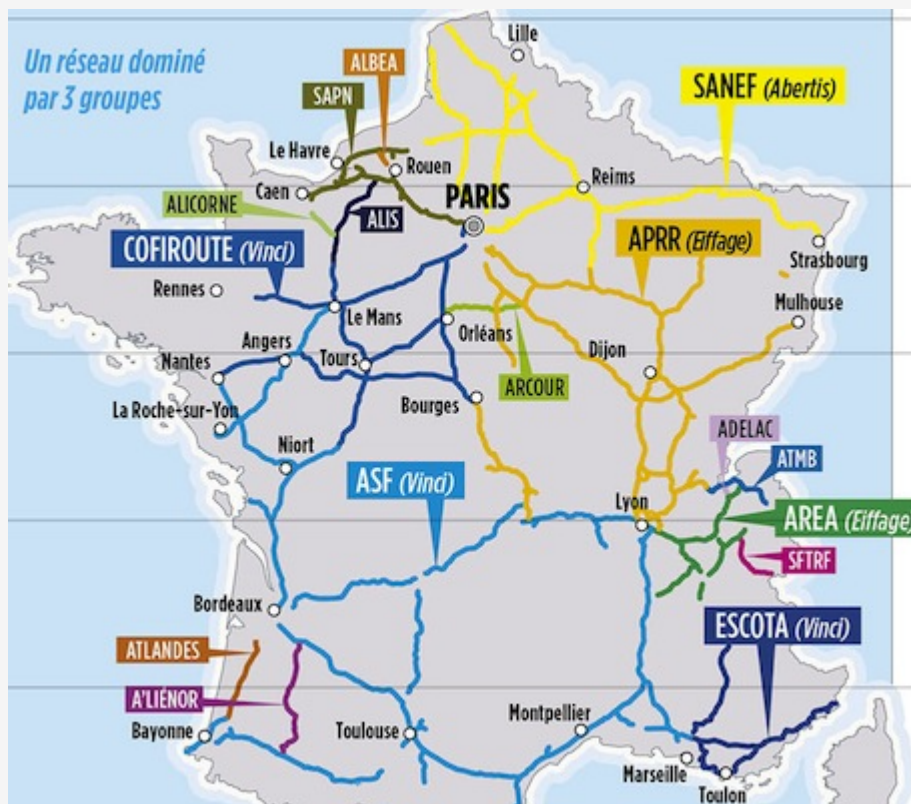 Un réseau dominé
par 3 groupes
Lille
ALBEA
SAPN
SANEF (Abertis)
Le Havre
Rouen
Reims
Caen
PARIS
ALICORNE
ALIS
COFIROUTE (Vinci)
APRR (Eiffage)
Strasbourg
Rennes
Mulhouse
Le Mans
Orléans
Angers
Tours
Dijon
Nantes
ARCOUR
La Roche-sur-Yon
Bourges
ADELAC
Niort
ATMB
ASF (Vinci)
Lyon
AREA (Eiffage)
SFTRF
Bordeaux
ESCOTA (Vinci)
ATLANDES
A'LIÉNOR
Montpellier
Bayonne
Toulouse
Marseille
Toulon